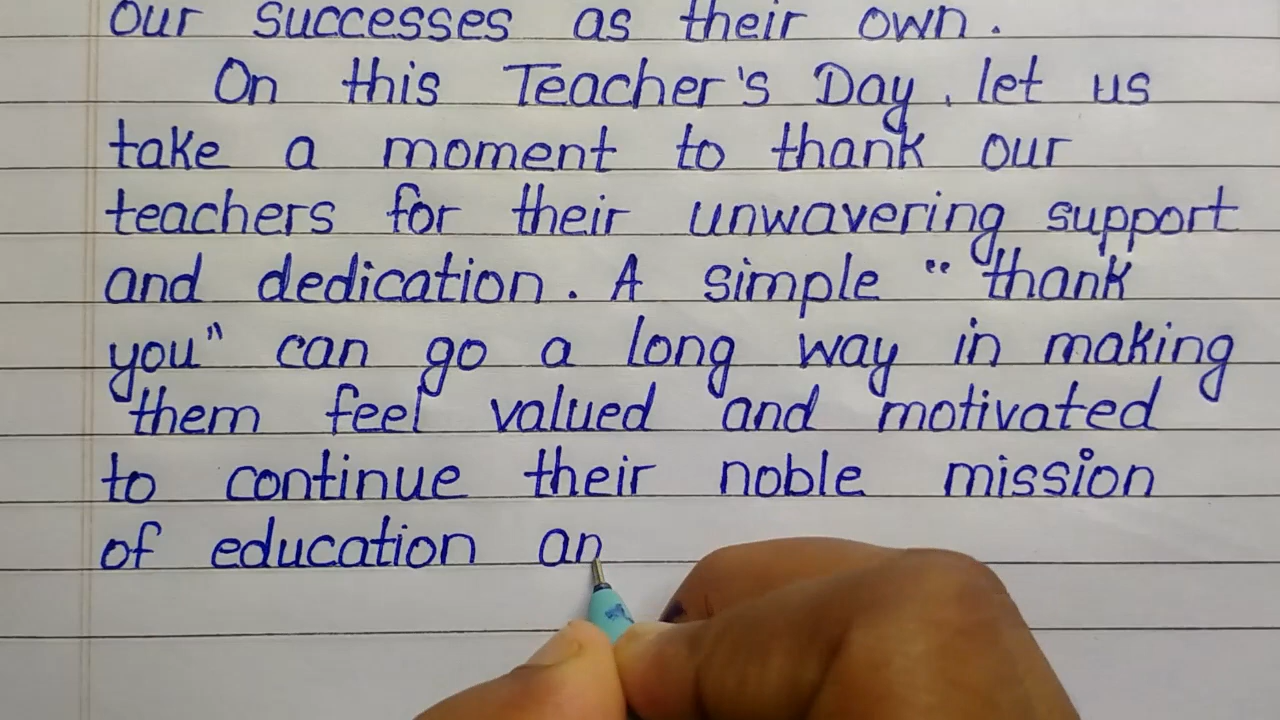 our successes as their own.
On this Teacher's Day, let us
take a moment to thank our
teachers for their unwavering support
and dedication. A simple "thank
you" can go a long way in making
them feel valued and motivated
to continue their noble mission
of education an